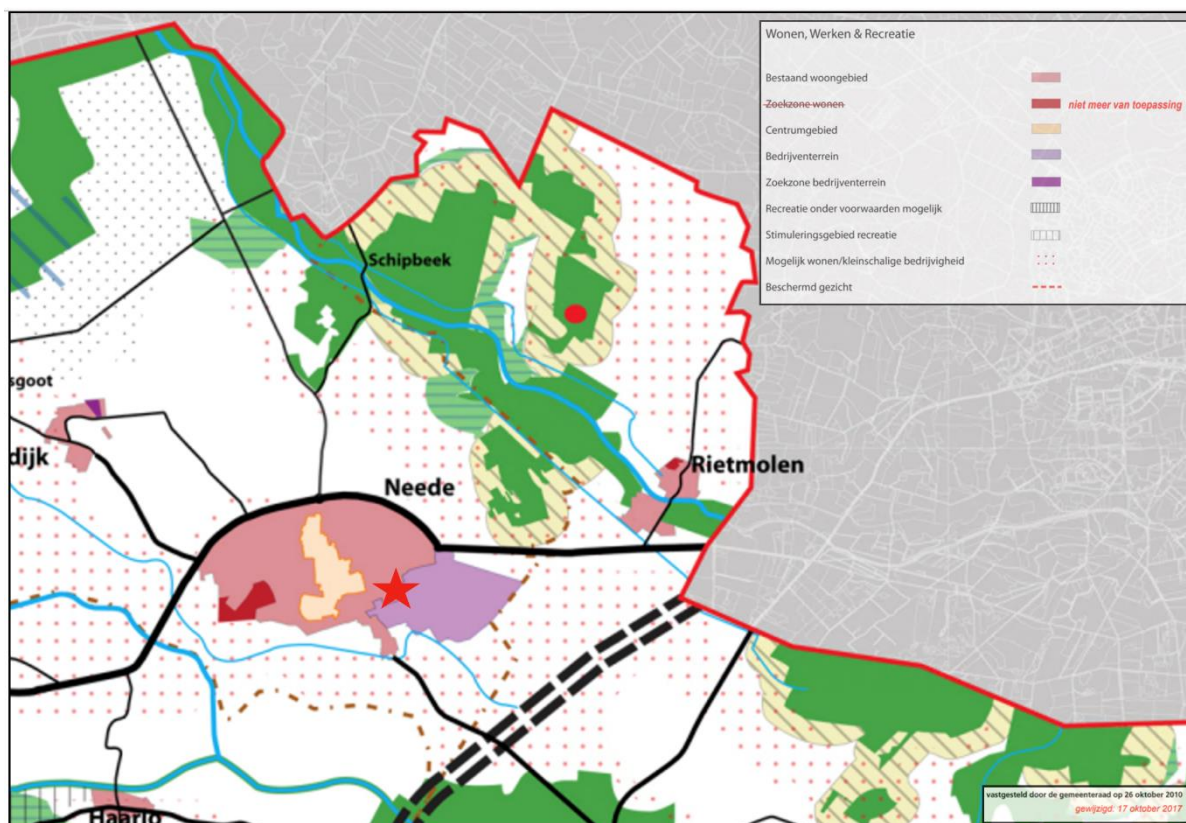 Wonen, Werken & Recreatie
Bestaand woongebied
Zoekzone wonen niet meer van toepassing
Centrumgebied
Bedrijventerrein
Zoekzone bedrijventerrein
Recreatie onder voorwaarden mogelijk
Stimuleringsgebied recreatie
Mogelijk wonen/kleinschalige bedrijvigheid
Beschermd gezicht
Schipbeek
sgoot
dijk
Neede
Rietmolen
Haarlo
vastgesteld door de gemeenteraad op 26 oktober 2010
gewijzigd: 17 oktober 2017